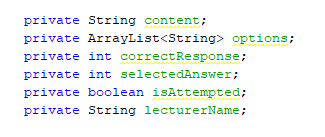 private String content;
private ArrayList<String> options;
private int correctResponse;
private int selectedAnswer;
private boolean isAttempted;
private String lecturerName;